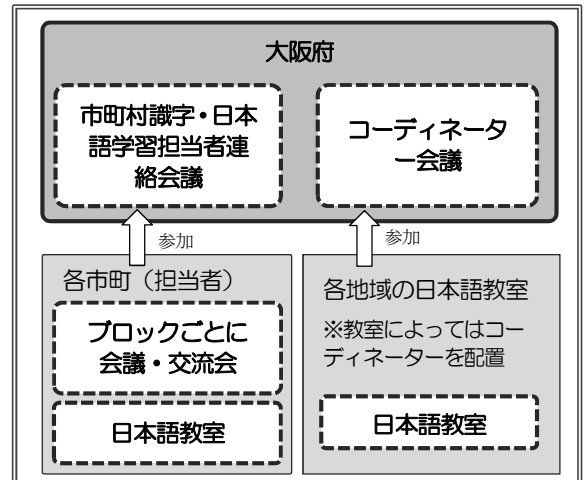 大阪府
市町村識字・日本
語学習担当者連
絡会議
コーディネータ
ー会議
参加
参加
各市町（担当者）
ブロックごとに
会議・交流会
日本語教室
各地域の日本語教室
※教室によってはコー
ディネーターを配置
日本語教室